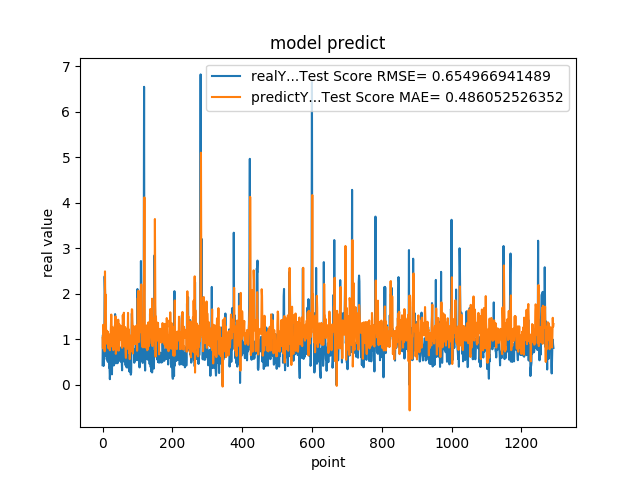 model predict
realY...Test Score RMSE= 0.654966941489
predictY...Test Score MAE= 0.486052526352
7
6
5
4
3
2
1
0
real value
0 200 400 600 800 1000 1200
point